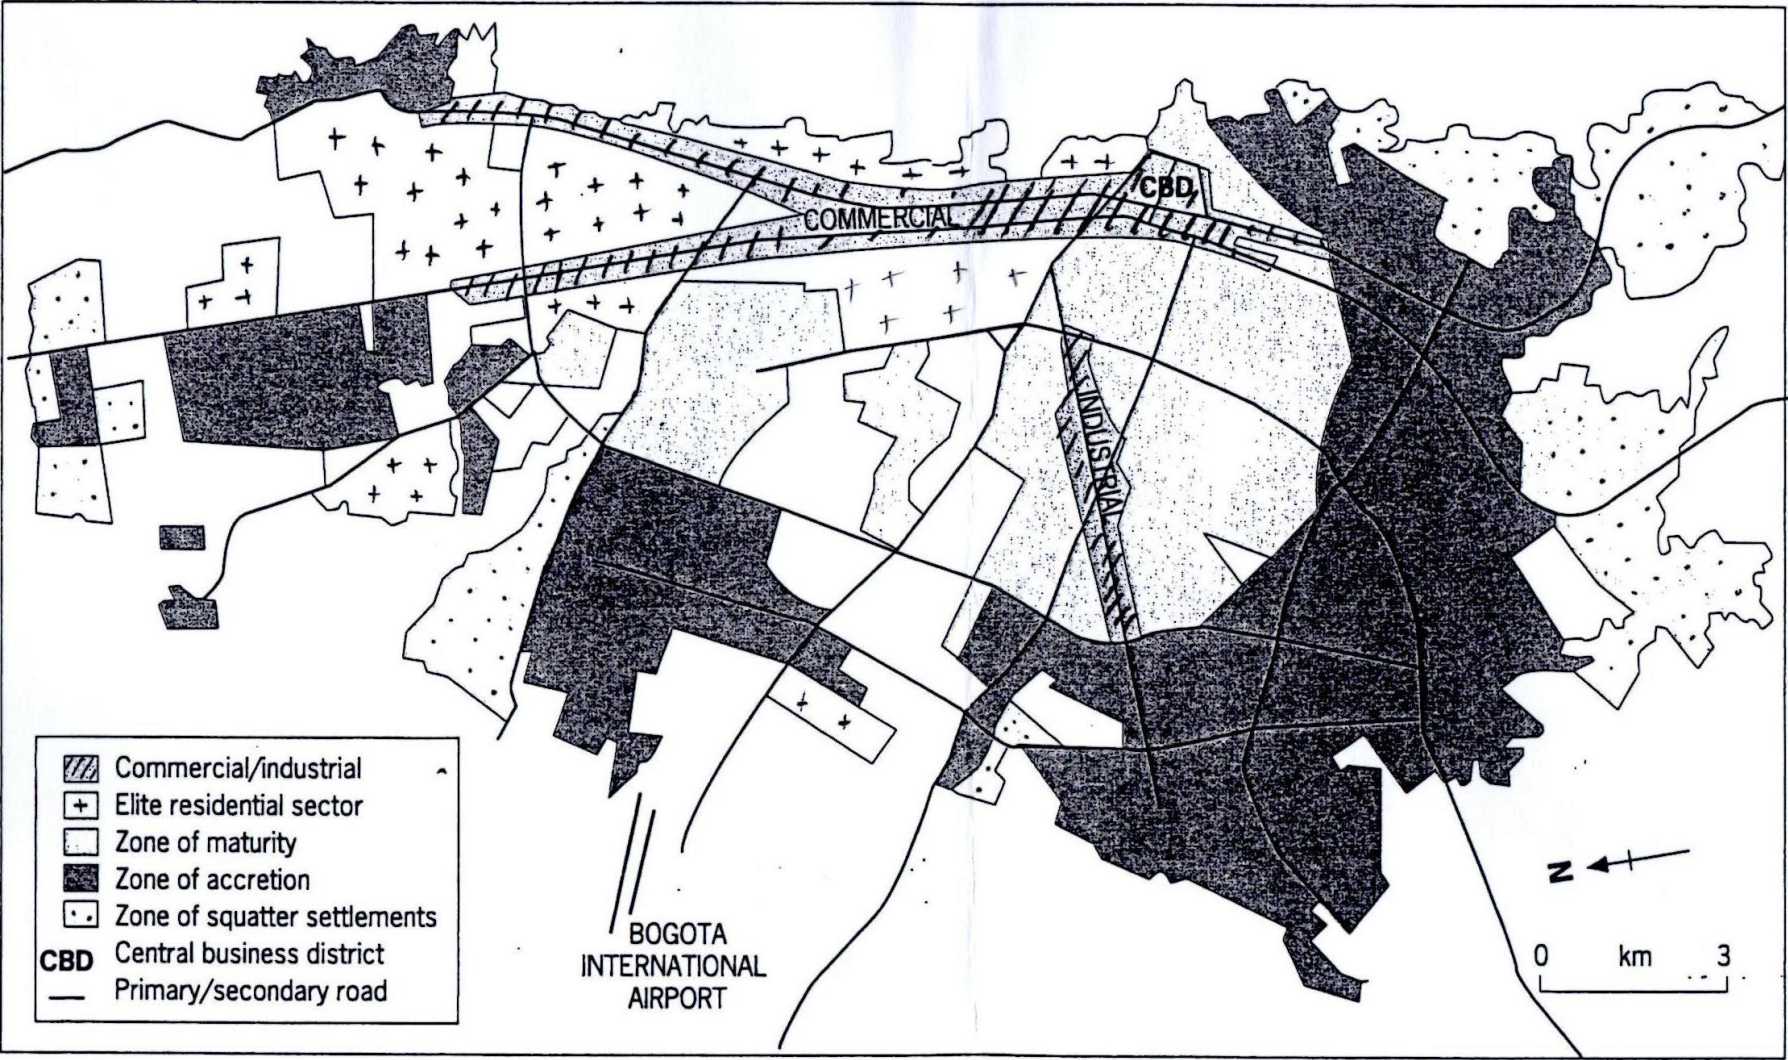 CBD
COMMERCIAL
INDUSTRIAL
Commercial/industrial
Elite residential sector
Zone of maturity
Zone of accretion
Zone of squatter settlements
CBD Central business district
Primary/secondary road
BOGOTA
INTERNATIONAL
AIRPORT
N
0 km 3